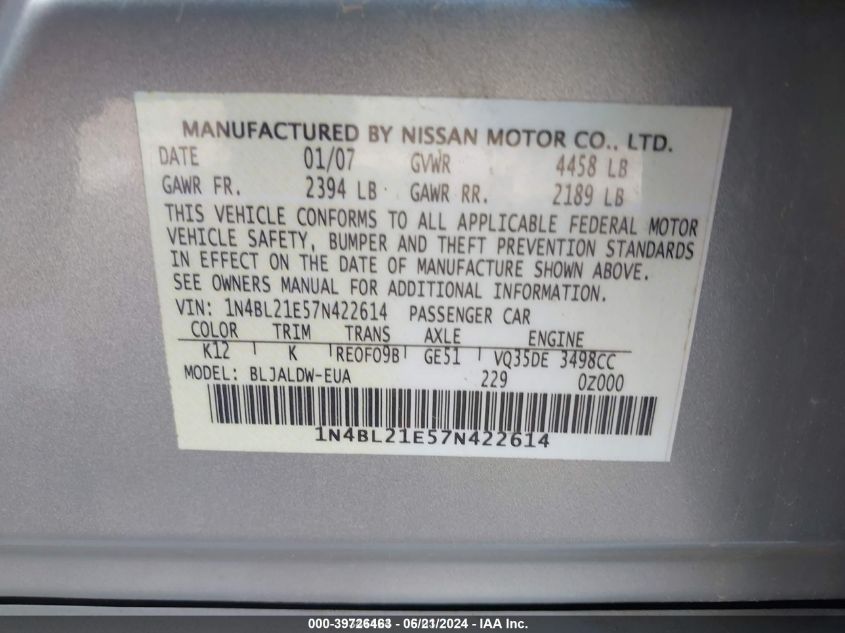 MANUFACTURED BY NISSAN MOTOR CO., LTD.
DATE 01/07 GVWR 4458 LB
GAWR FR. 2394 LB GAWR RR. 2189 LB
THIS VEHICLE CONFORMS TO ALL APPLICABLE FEDERAL MOTOR
VEHICLE SAFETY, BUMPER AND THEFT PREVENTION STANDARDS
IN EFFECT ON THE DATE OF MANUFACTURE SHOWN ABOVE.
SEE OWNERS MANUAL FOR ADDITIONAL INFORMATION.
VIN: 1N4BL21E57N422614 PASSENGER CAR
COLOR TRIM TRANS AXLE ENGINE
K12 K RE0F09B GE51 VQ35DE 3498CC
MODEL: BLJALDW-EUA 229 0Z000
1N4BL21E57N422614
000-39726463 - 06/21/2024 - IAA Inc.